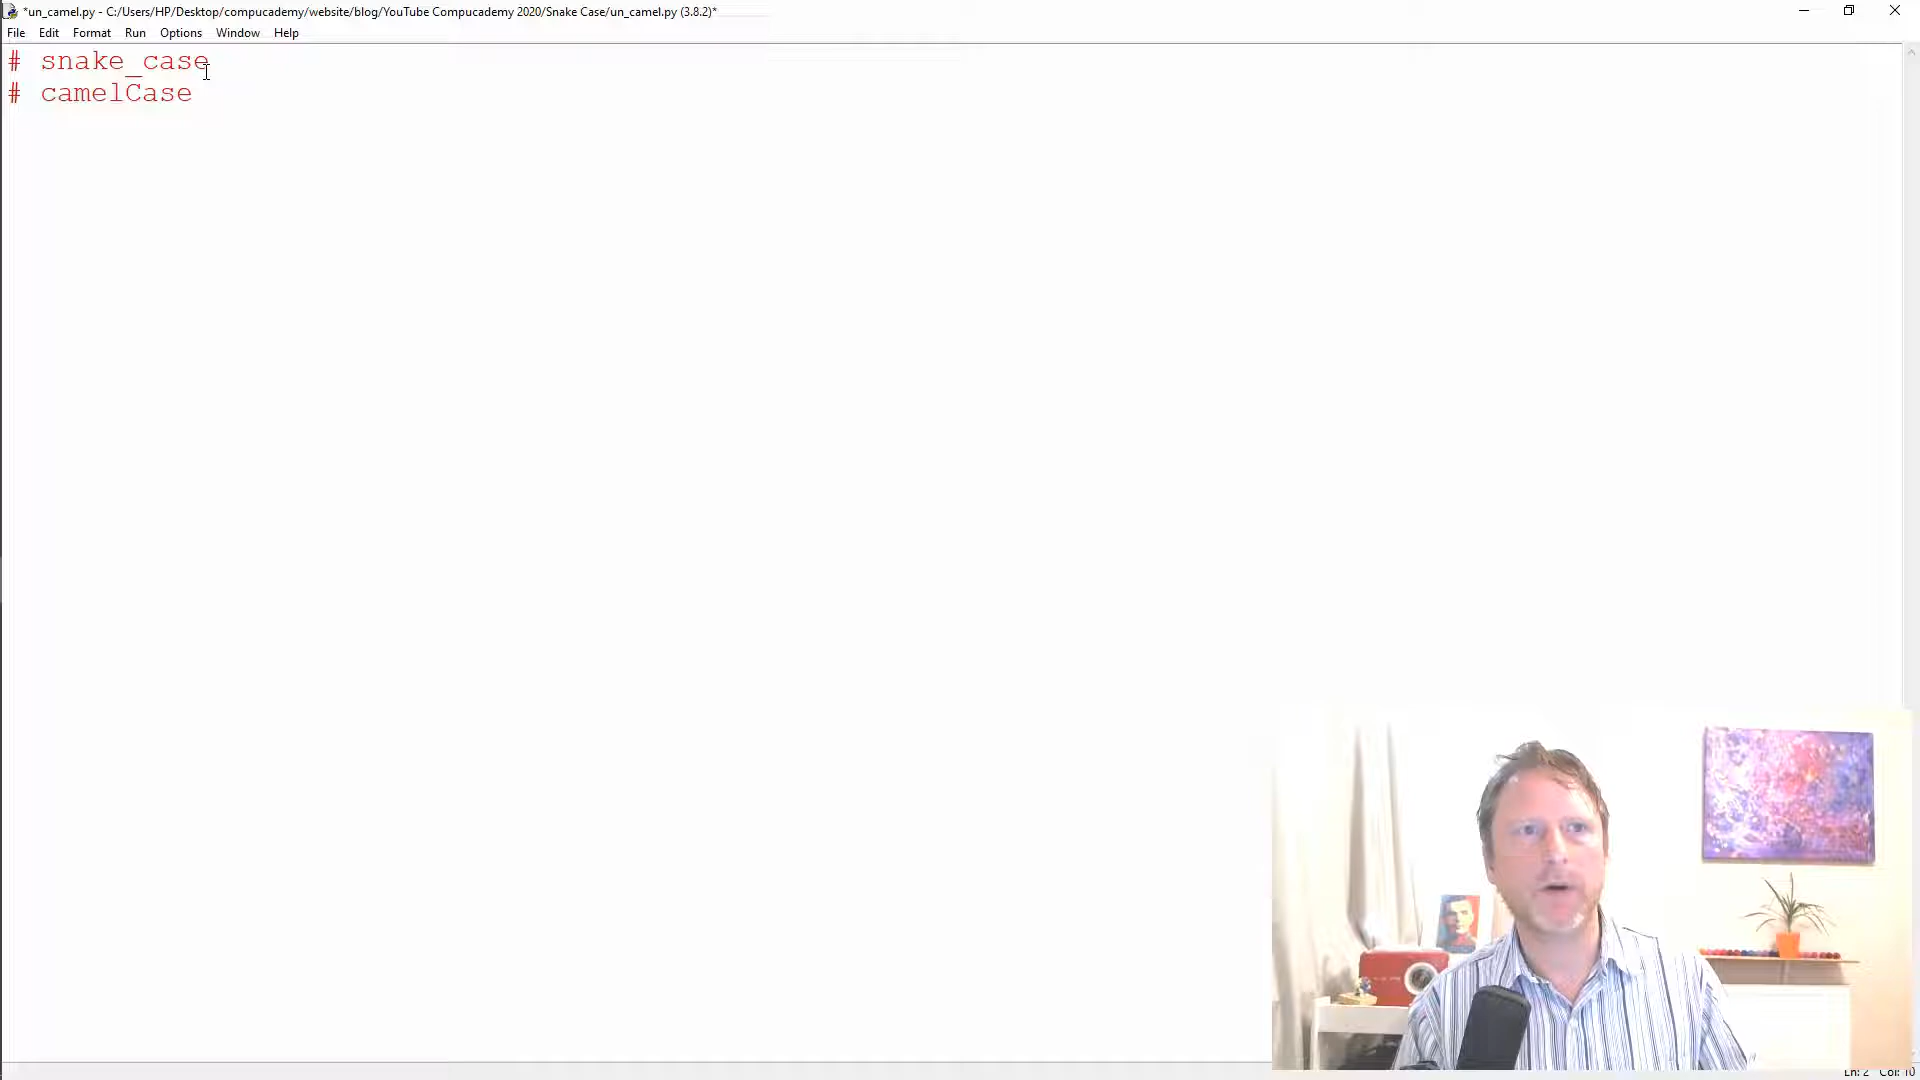 *un_camel.py - C:/Users/HP/Desktop/compucademy/website/blog/YouTube Compucademy 2020/Snake Case/un_camel.py (3.8.2)*
File Edit Format Run Options Window Help
# snake_case
# camelCase
Ln: 2 Col: 10